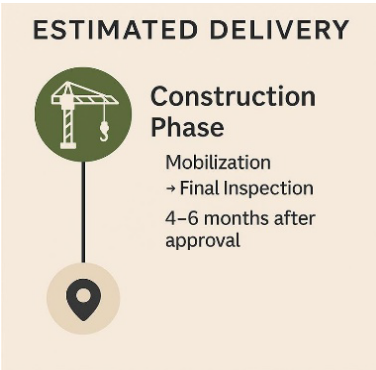 ESTIMATED DELIVERY
Construction
Phase
Mobilization
→ Final Inspection
4–6 months after
approval